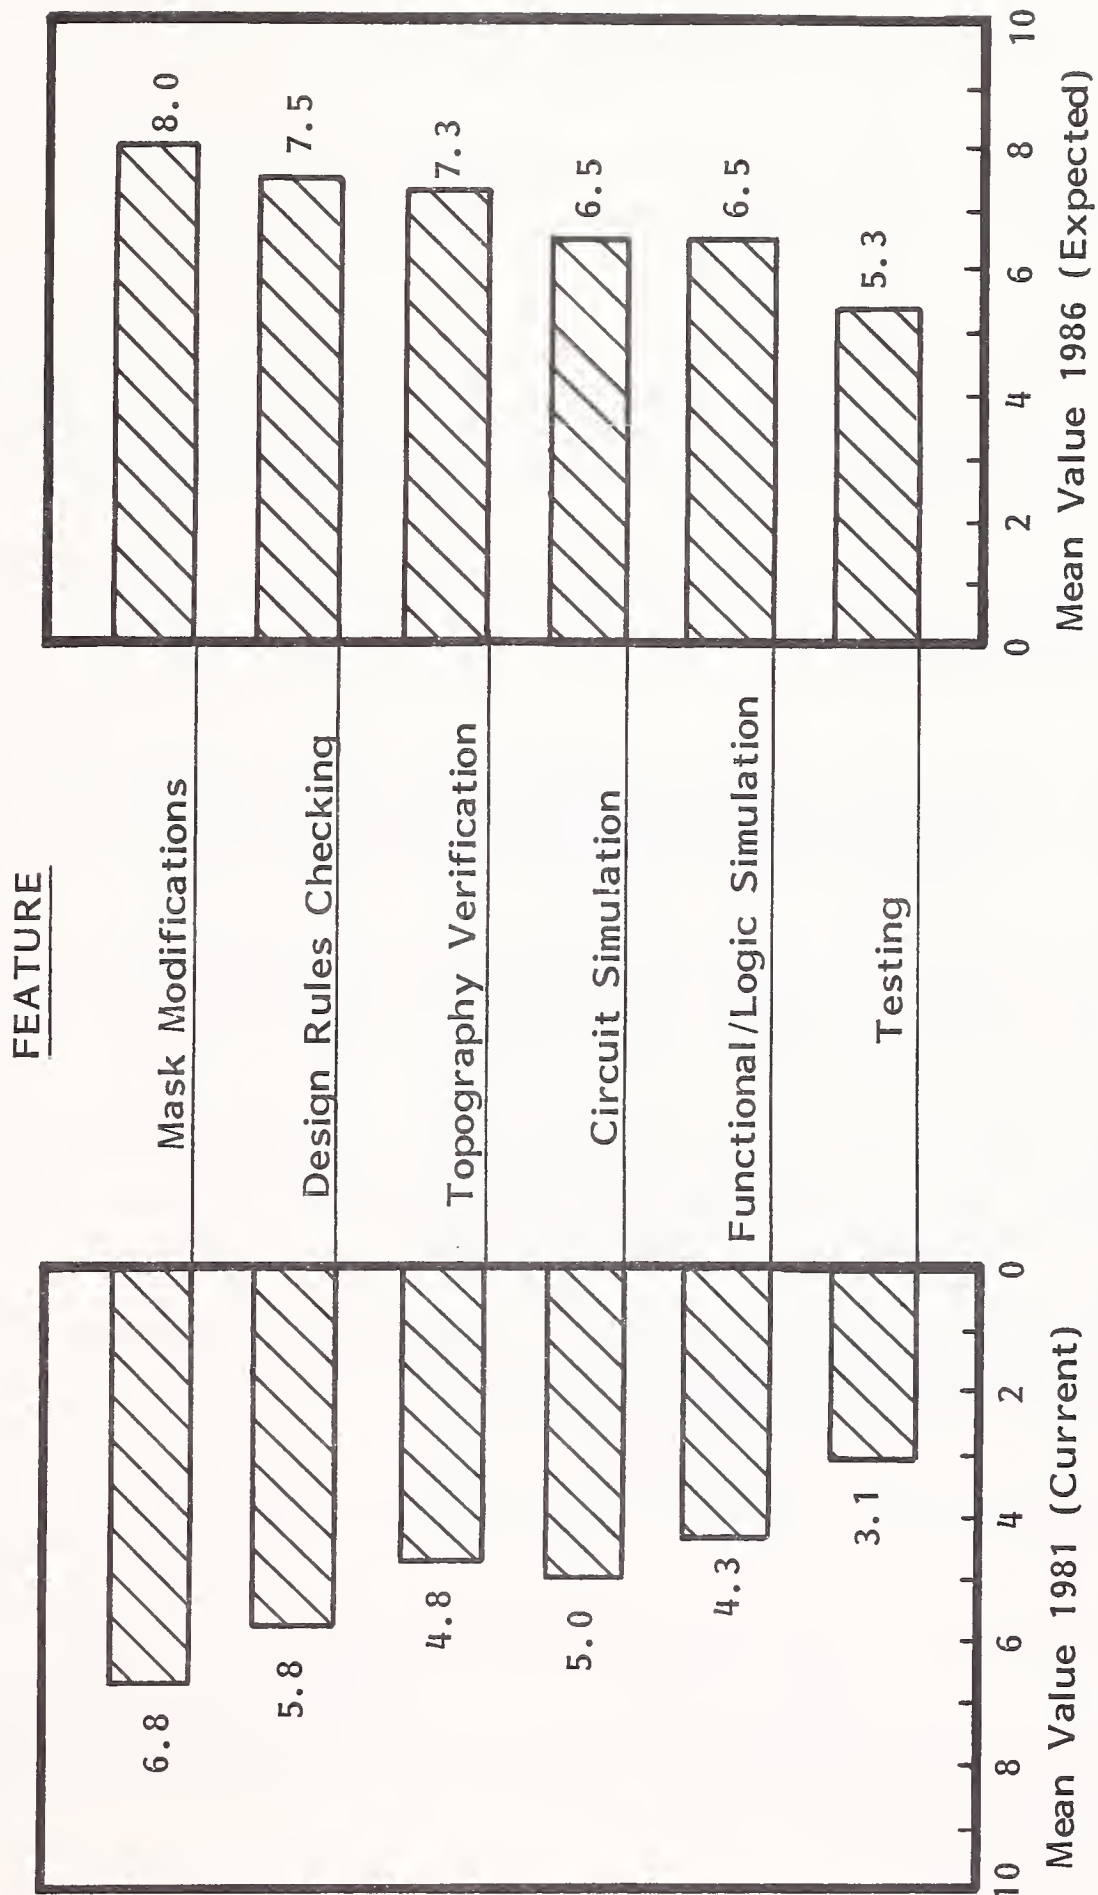 FEATURE
6.8 Mask Modifications 8.0
5.8 Design Rules Checking 7.5
4.8 Topography Verification 7.3
5.0 Circuit Simulation 6.5
4.3 Functional/Logic Simulation 6.5
3.1 Testing 5.3
10 8 6 4 2 0 0 2 4 6 8 10
Mean Value 1981 (Current) Mean Value 1986 (Expected)